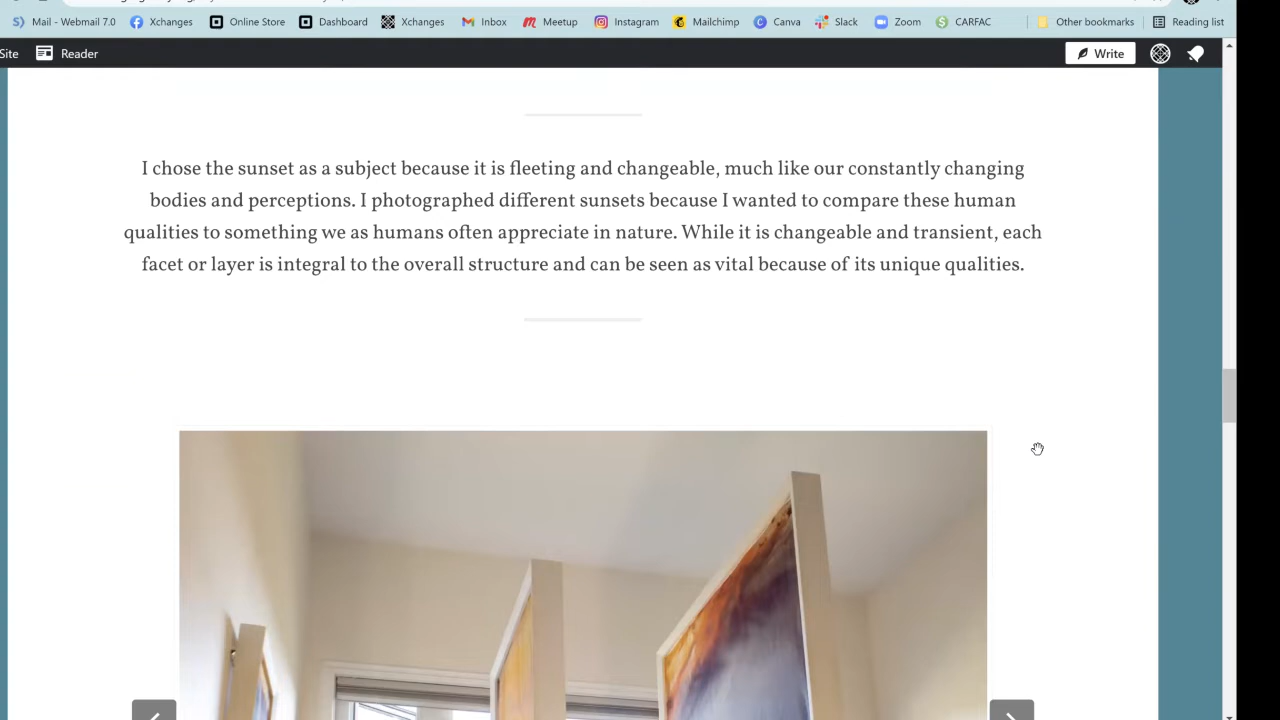 Mail - Webmail 7.0 Xchanges Online Store Dashboard Xchanges Inbox Meetup Instagram Mailchimp Canva Slack Zoom CARFAC Other bookmarks Reading list
Site Reader Write
I chose the sunset as a subject because it is fleeting and changeable, much like our constantly changing
bodies and perceptions. I photographed different sunsets because I wanted to compare these human
qualities to something we as humans often appreciate in nature. While it is changeable and transient, each
facet or layer is integral to the overall structure and can be seen as vital because of its unique qualities.